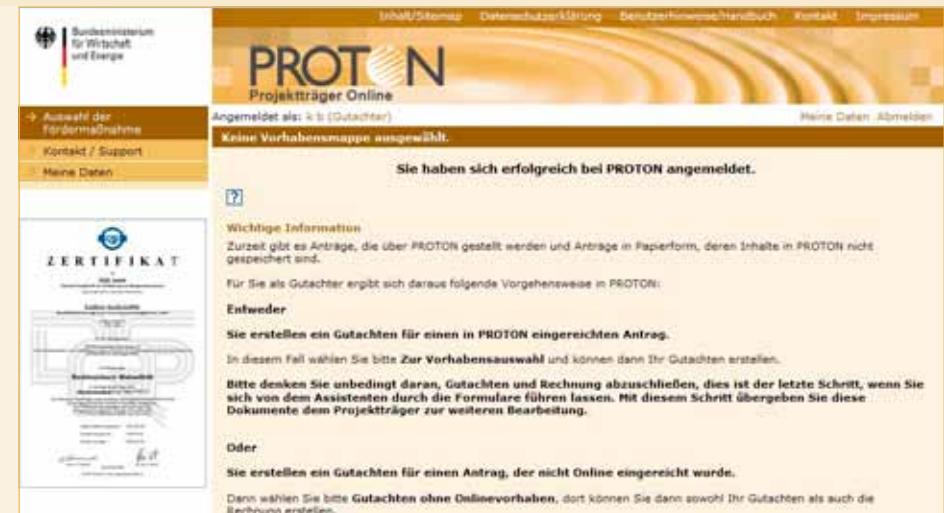 Bundesministerium
für Wirtschaft
und Energie
Inhalt/Sitemap Datenschutzerklärung Benutzerhinweise/Handbuch Kontakt Impressum
PROTON
Projektträger Online
Angemeldet als: k b (Gutachter)
Meine Daten Abmelden
Keine Vorhabensmappe ausgewählt.
Auswahl der
Fördermaßnahme
Kontakt / Support
Meine Daten
ZERTIFIKAT
Sie haben sich erfolgreich bei PROTON angemeldet.
?
Wichtige Information
Zurzeit gibt es Anträge, die über PROTON gestellt werden und Anträge in Papierform, deren Inhalte in PROTON nicht
gespeichert sind.
Für Sie als Gutachter ergibt sich daraus folgende Vorgehensweise in PROTON:
Entweder
Sie erstellen ein Gutachten für einen in PROTON eingereichten Antrag.
In diesem Fall wählen Sie bitte Zur Vorhabensauswahl und können dann Ihr Gutachten erstellen.
Bitte denken Sie unbedingt daran, Gutachten und Rechnung abzuschließen, dies ist der letzte Schritt, wenn Sie
sich von dem Assistenten durch die Formulare führen lassen. Mit diesem Schritt übergeben Sie diese
Dokumente dem Projektträger zur weiteren Bearbeitung.
Oder
Sie erstellen ein Gutachten für einen Antrag, der nicht Online eingereicht wurde.
Dann wählen Sie bitte Gutachten ohne Onlinevorhaben, dort können Sie dann sowohl Ihr Gutachten als auch die
Rechnung erstellen.